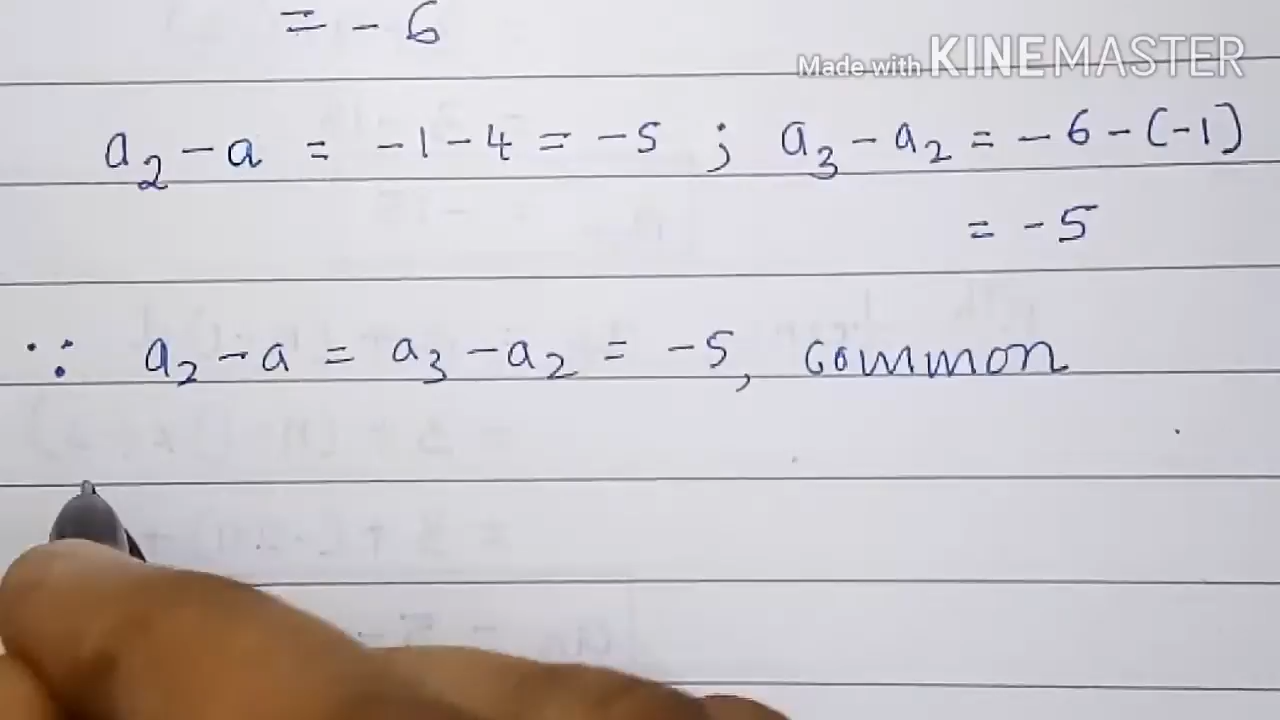 = - 6
Made with KINEMASTER
a₂ - a = -1 - 4 = -5 ; a₃ - a₂ = -6 - (-1)
= -5
∵ a₂ - a = a₃ - a₂ = -5, common